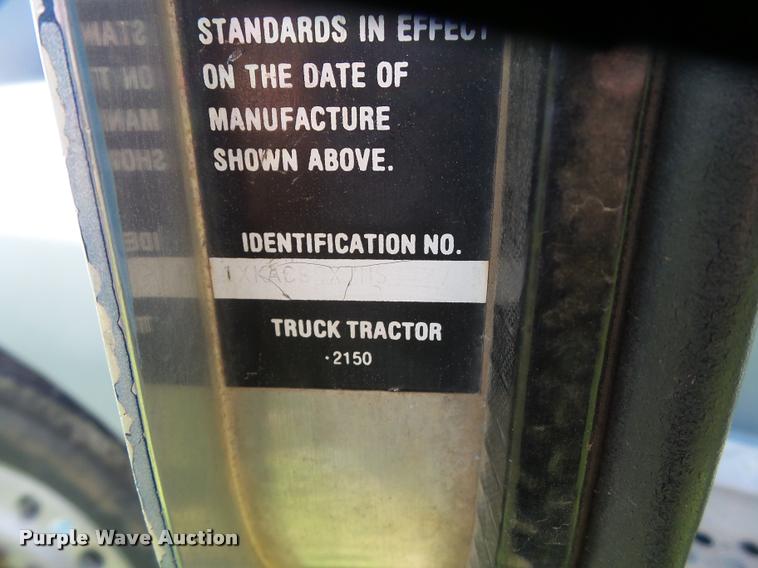 STANDARDS IN EFFECT
ON THE DATE OF
MANUFACTURE
SHOWN ABOVE.
IDENTIFICATION NO.
TRUCK TRACTOR
·2150
Purple Wave Auction